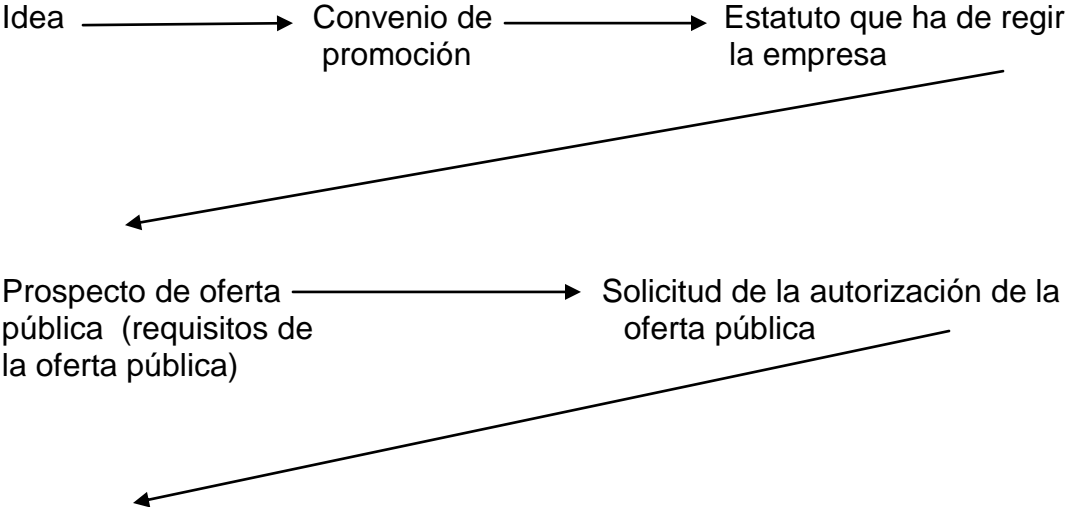 Idea Convenio de Estatuto que ha de regir
promoción la empresa
Prospecto de oferta Solicitud de la autorización de la
pública (requisitos de oferta pública
la oferta pública)